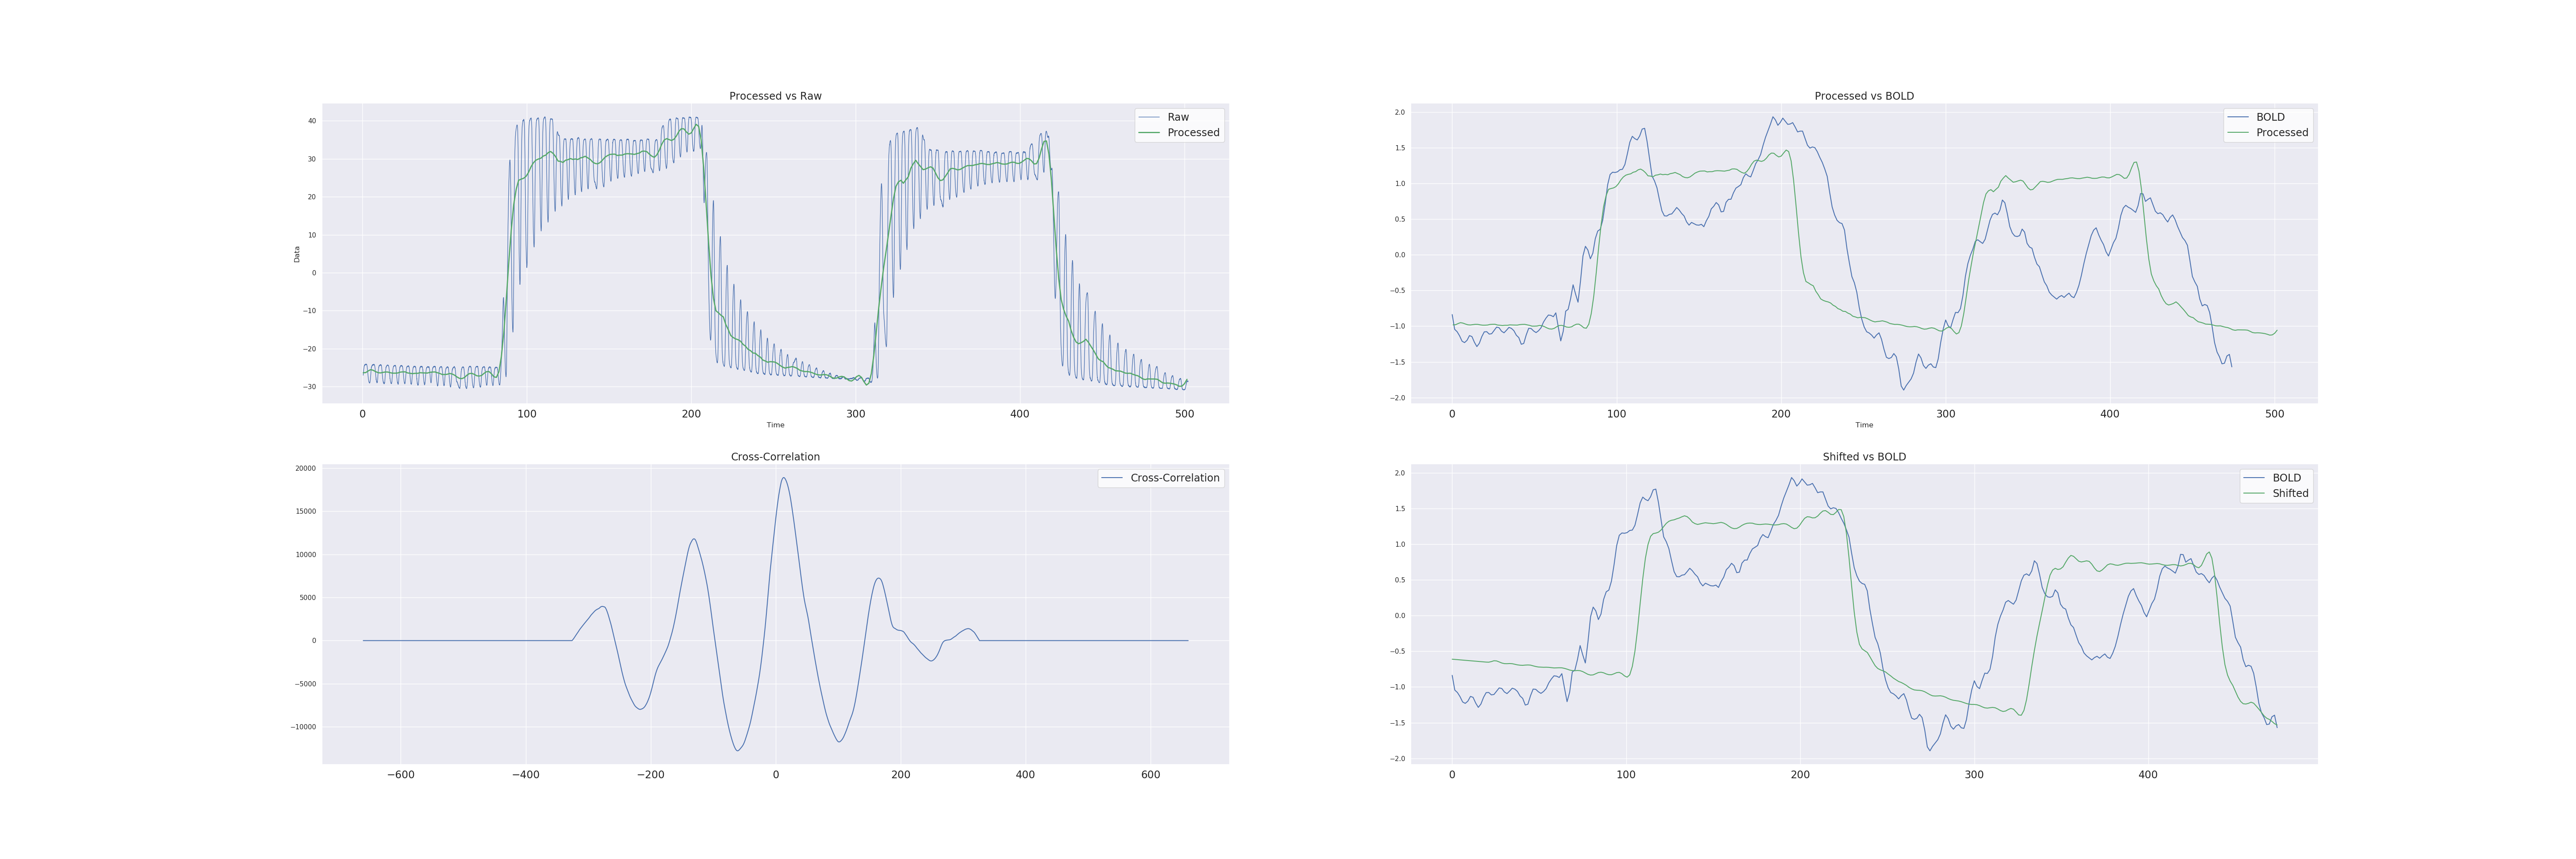 Processed vs Raw
40
30
20
10
0
−10
−20
−30
Data
Raw
Processed
0 100 200 300 400 500
Time
Processed vs BOLD
2.0
1.5
1.0
0.5
0.0
−0.5
−1.0
−1.5
−2.0
BOLD
Processed
0 100 200 300 400 500
Time
Cross-Correlation
20000
15000
10000
5000
0
−5000
−10000
Cross-Correlation
−600 −400 −200 0 200 400 600
Shifted vs BOLD
2.0
1.5
1.0
0.5
0.0
−0.5
−1.0
−1.5
−2.0
BOLD
Shifted
0 100 200 300 400